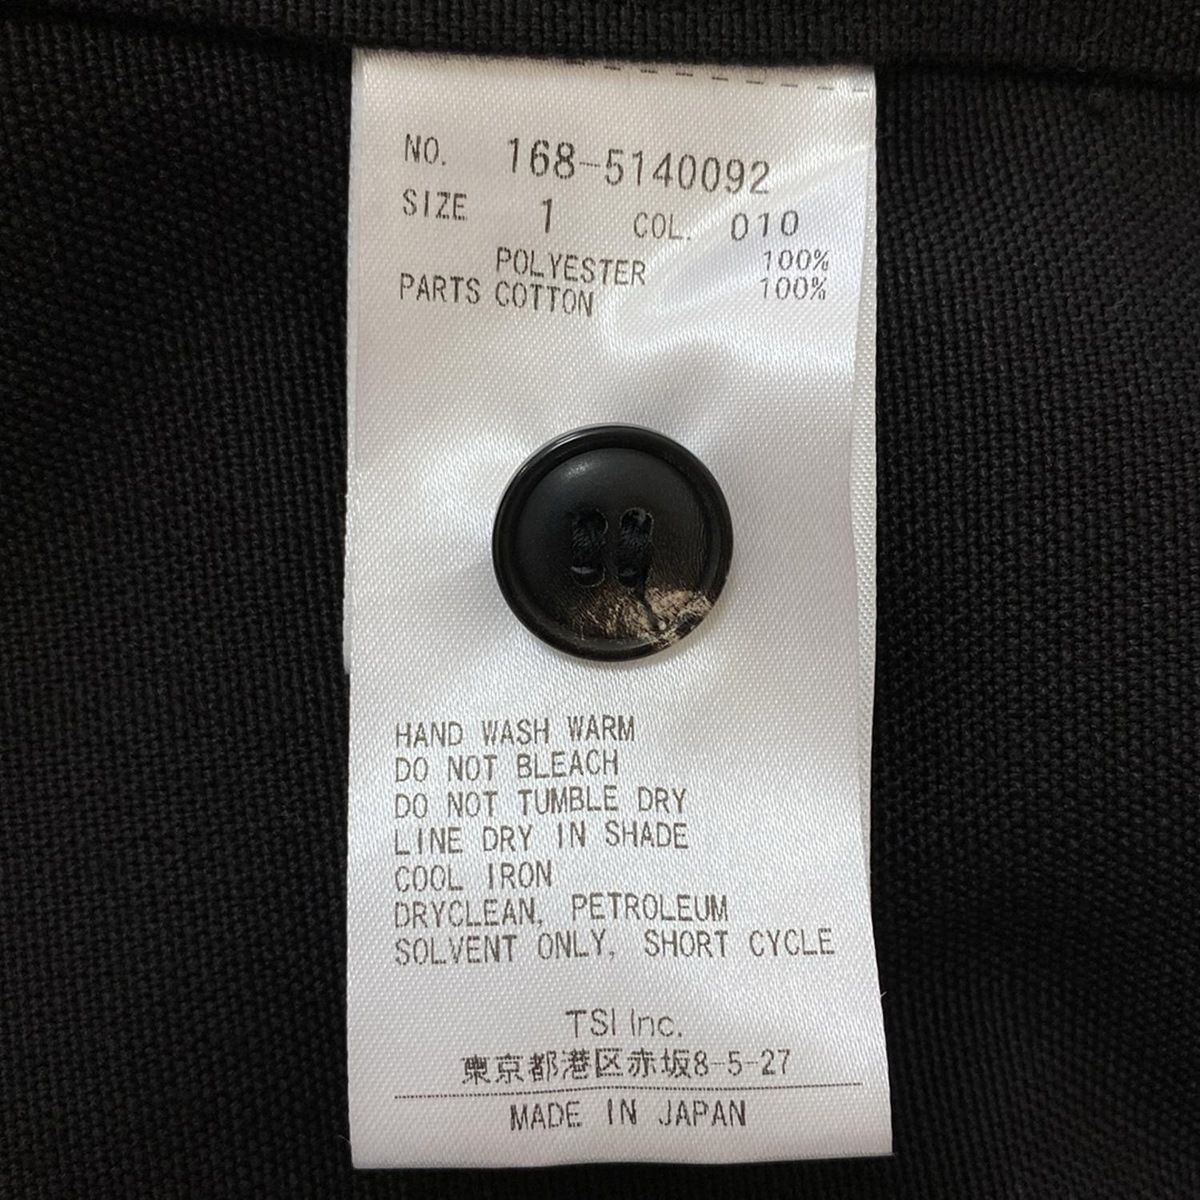 NO. 168-5140092
SIZE 1 COL. 010
POLYESTER 100%
PARTS COTTON 100%
HAND WASH WARM
DO NOT BLEACH
DO NOT TUMBLE DRY
LINE DRY IN SHADE
COOL IRON
DRYCLEAN, PETROLEUM
SOLVENT ONLY, SHORT CYCLE
TSI Inc.
東京都港区赤坂8-5-27
MADE IN JAPAN